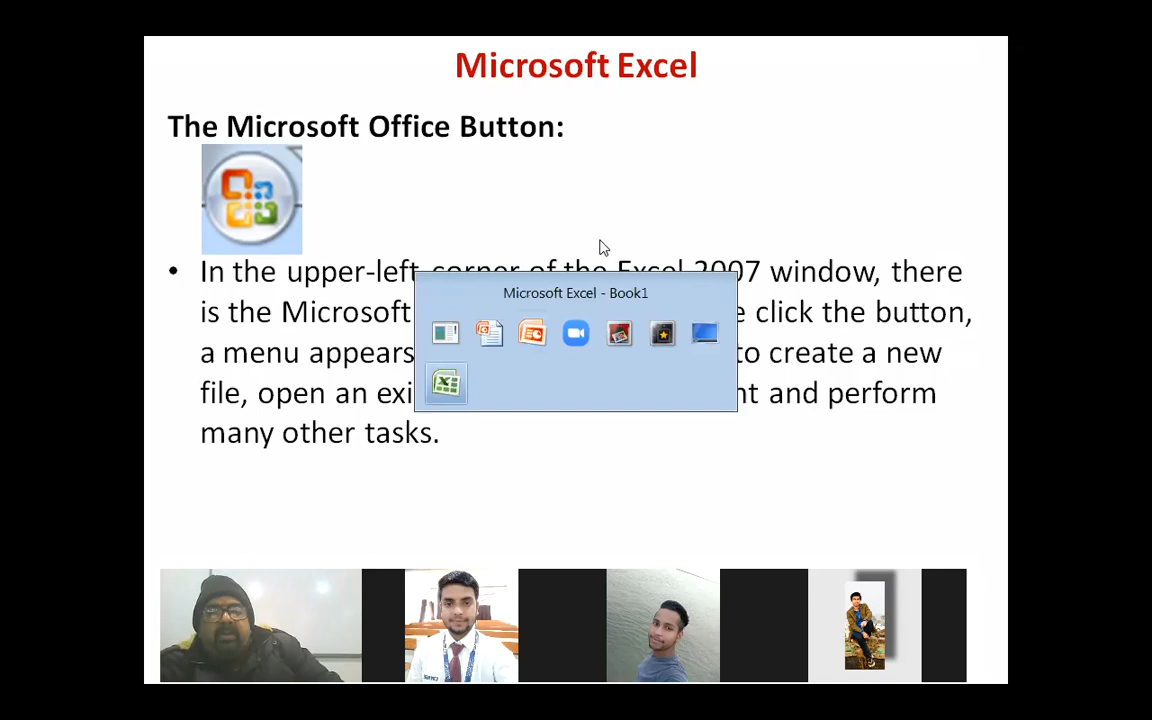 Microsoft Excel
The Microsoft Office Button:
• In the upper-left corner of the Excel 2007 window, there
is the Microsoft e click the button,
a menu appears to create a new
file, open an exi nt and perform
many other tasks.
Microsoft Excel - Book1